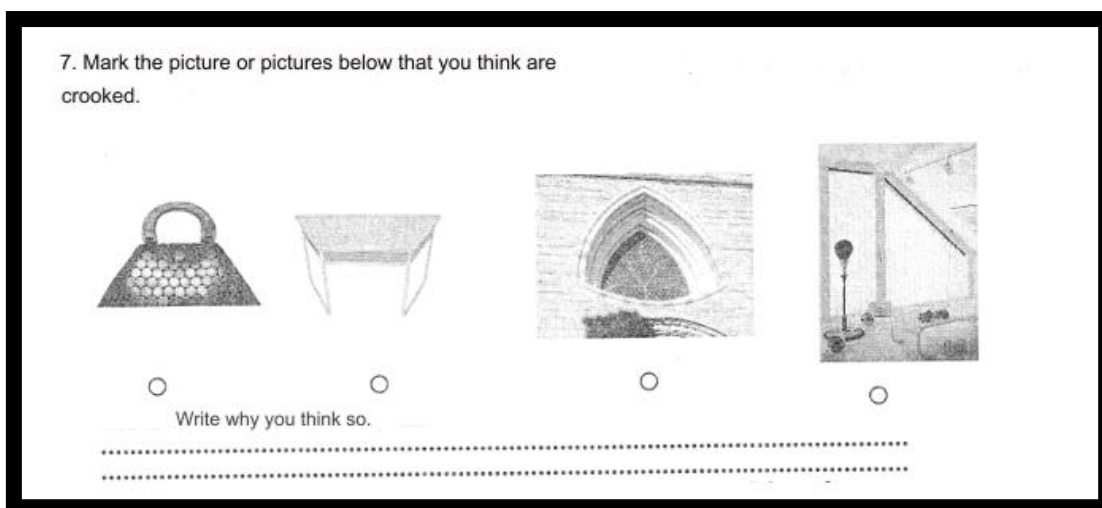 7. Mark the picture or pictures below that you think are
crooked.
Write why you think so.